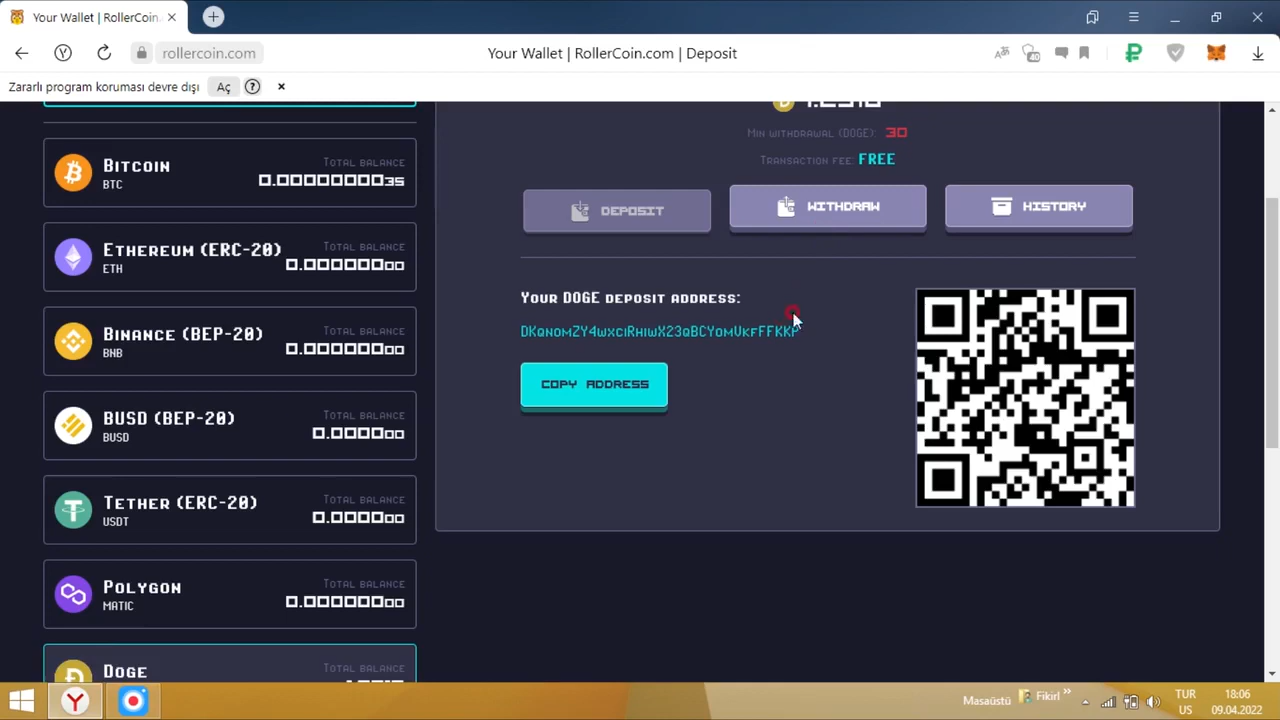 Your Wallet | RollerCoin.
rollercoin.com
Your Wallet | RollerCoin.com | Deposit
40
Zararlı program koruması devre dışı
Aç
?
Bitcoin
BTC
Total balance
0.0000000035
Ethereum (ERC-20)
ETH
Total balance
0.00000000
Binance (BEP-20)
BNB
Total balance
0.00000000
BUSD (BEP-20)
BUSD
Total balance
0.000000
Tether (ERC-20)
USDT
Total balance
0.000000
Polygon
MATIC
Total balance
0.00000000
Doge
Total balance
Min withdrawal (DOGE): 30
Transaction fee: FREE
DEPOSIT
WITHDRAW
HISTORY
Your DOGE deposit address:
COPY ADDRESS
Masaüstü
Fikirl
TUR
US
18:06
09.04.2022